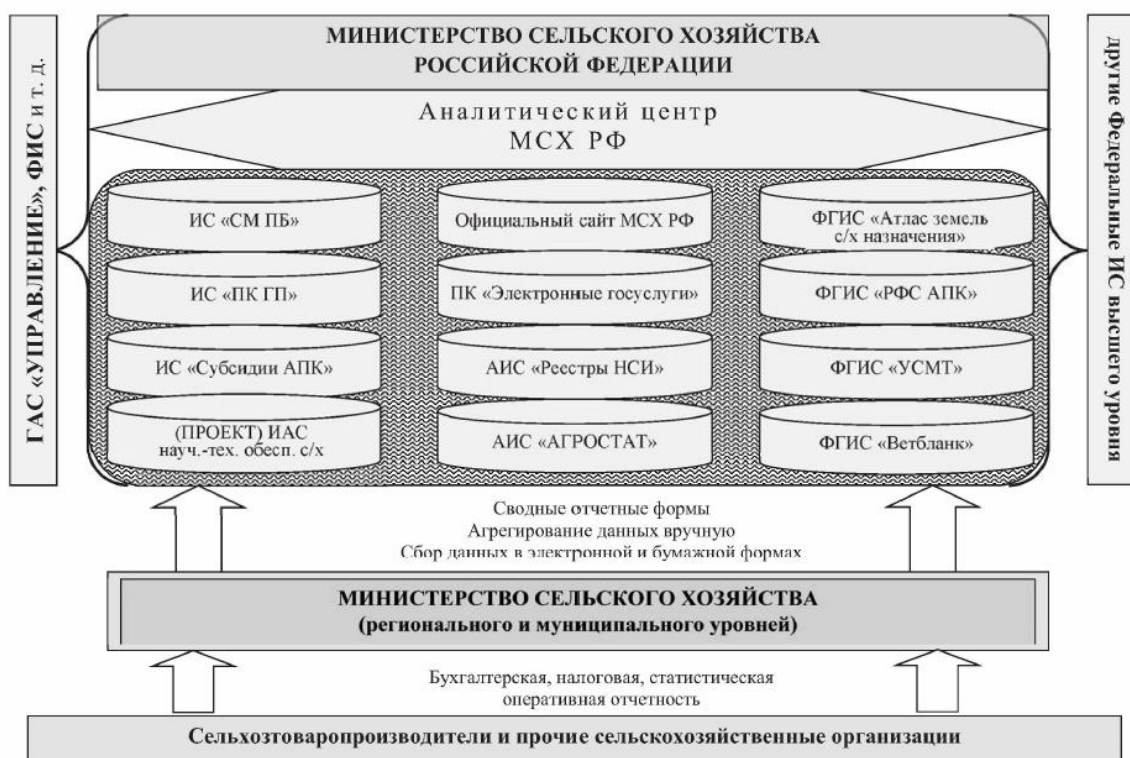 МИНИСТЕРСТВО СЕЛЬСКОГО ХОЗЯЙСТВА
РОССИЙСКОЙ ФЕДЕРАЦИИ
Аналитический центр
МСХ РФ
ГАС «УПРАВЛЕНИЕ», ФИС и т. д.
другие Федеральные ИС высшего уровня
ИС «СМ ПБ»
Официальный сайт МСХ РФ
ФГИС «Атлас земель
с/х назначения»
ИС «ПК ГП»
ПК «Электронные госуслуги»
ФГИС «РФС АПК»
ИС «Субсидии АПК»
АИС «Реестры НСИ»
ФГИС «УСМТ»
(ПРОЕКТ) ИАС
науч.-тех. обесп. с/х
АИС «АГРОСТАТ»
ФГИС «Ветбланк»
Сводные отчетные формы
Агрегирование данных вручную
Сбор данных в электронной и бумажной формах
МИНИСТЕРСТВО СЕЛЬСКОГО ХОЗЯЙСТВА
(регионального и муниципального уровней)
Бухгалтерская, налоговая, статистическая
оперативная отчетность
Сельхозтоваропроизводители и прочие сельскохозяйственные организации